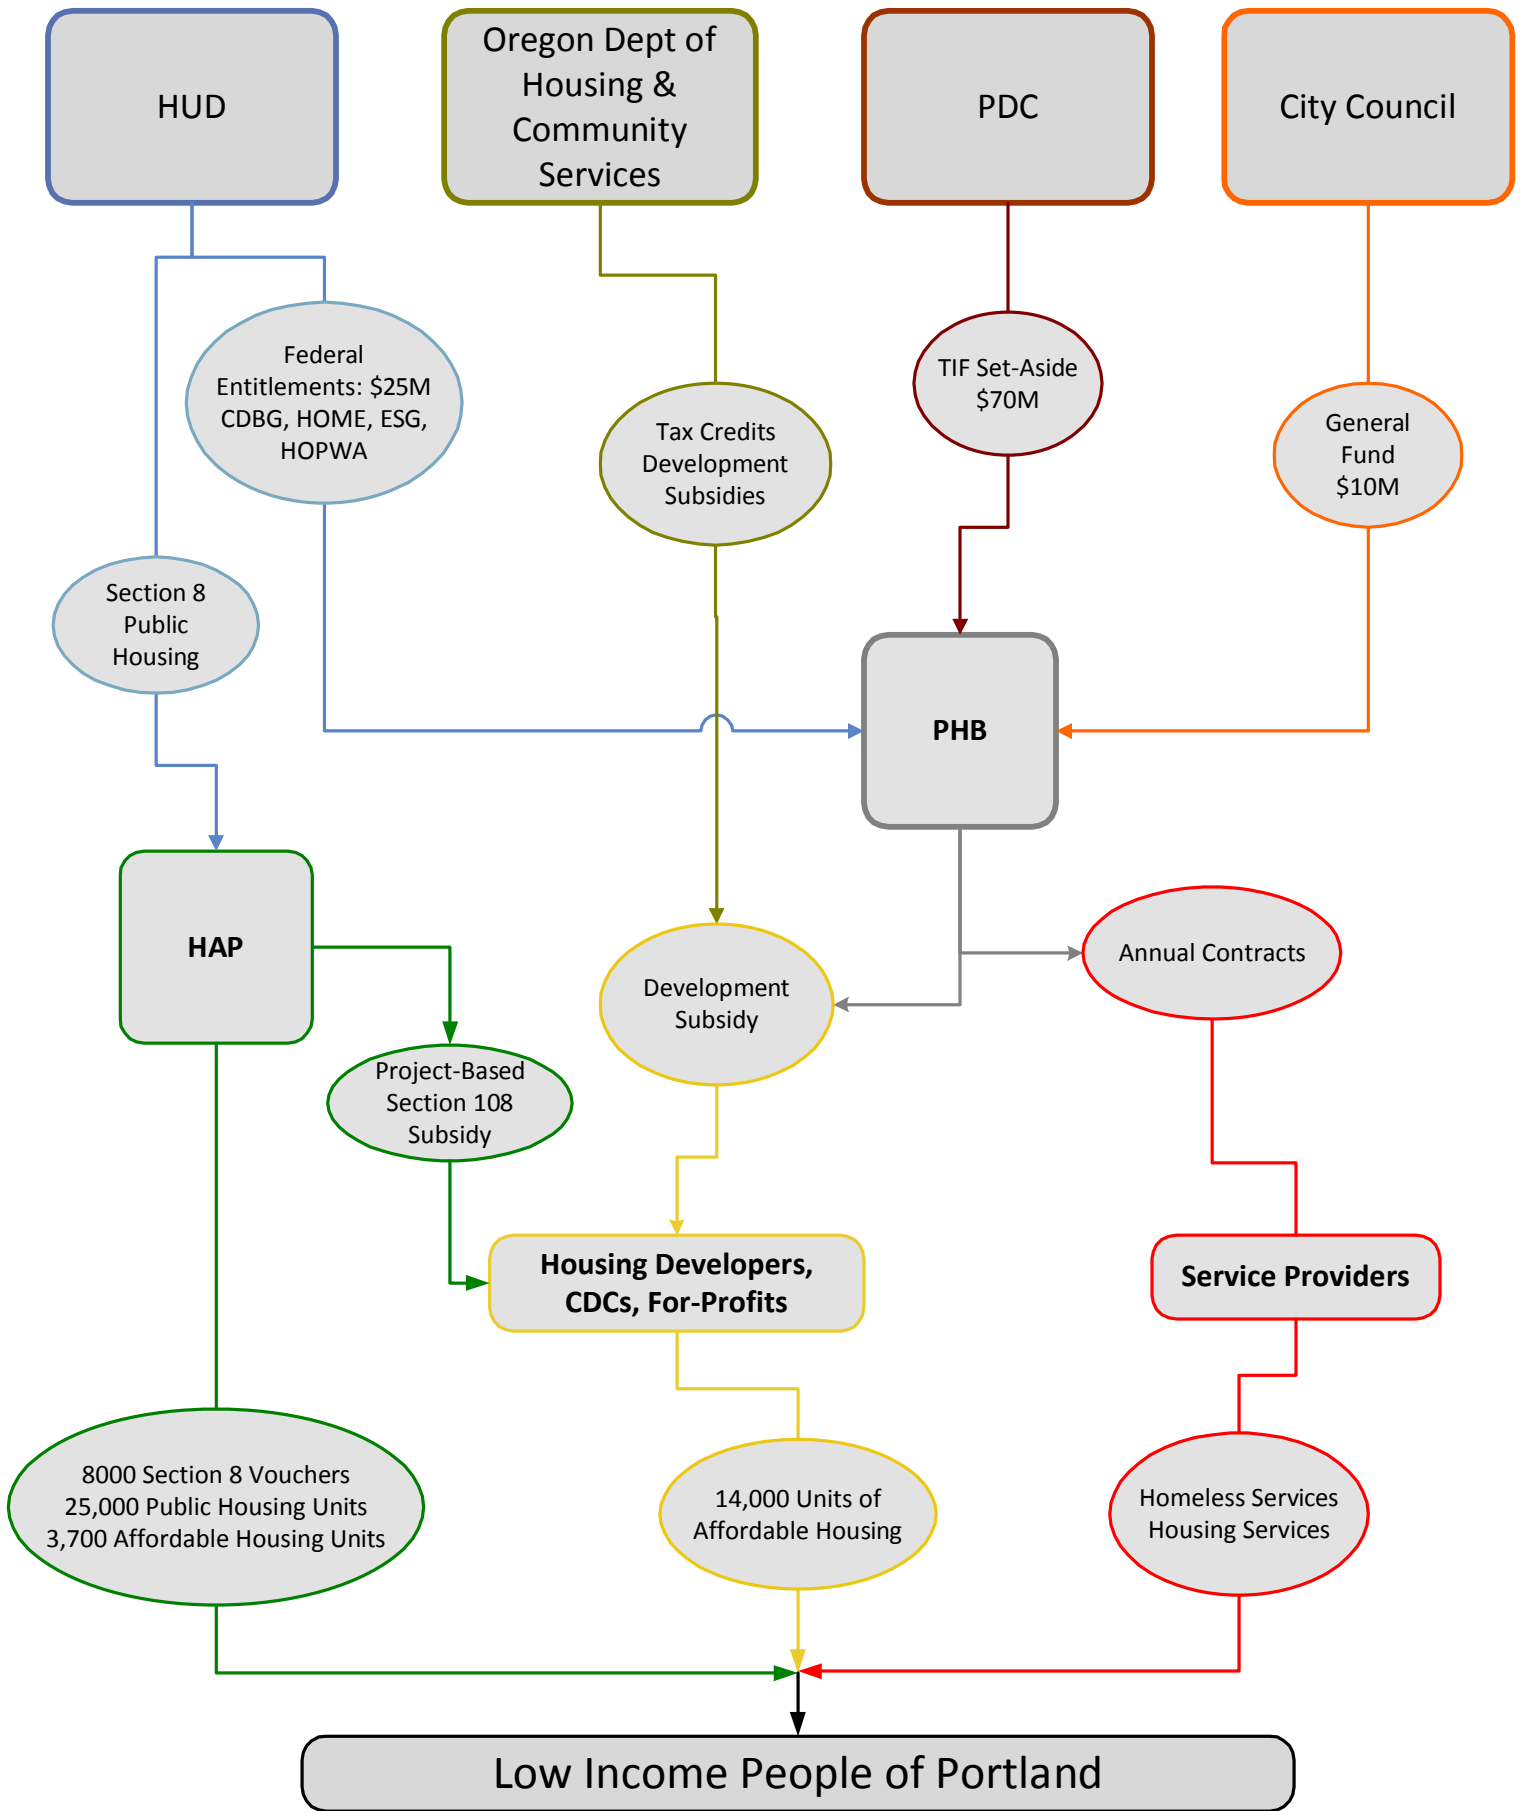 HUD
Oregon Dept of
Housing &
Community
Services
PDC
City Council
Federal
Entitlements: $25M
CDBG, HOME, ESG,
HOPWA
TIF Set-Aside
$70M
Tax Credits
Development
Subsidies
General
Fund
$10M
Section 8
Public
Housing
PHB
HAP
Annual Contracts
Development
Subsidy
Project-Based
Section 108
Subsidy
Housing Developers,
CDCs, For-Profits
Service Providers
8000 Section 8 Vouchers
25,000 Public Housing Units
3,700 Affordable Housing Units
14,000 Units of
Affordable Housing
Homeless Services
Housing Services
Low Income People of Portland